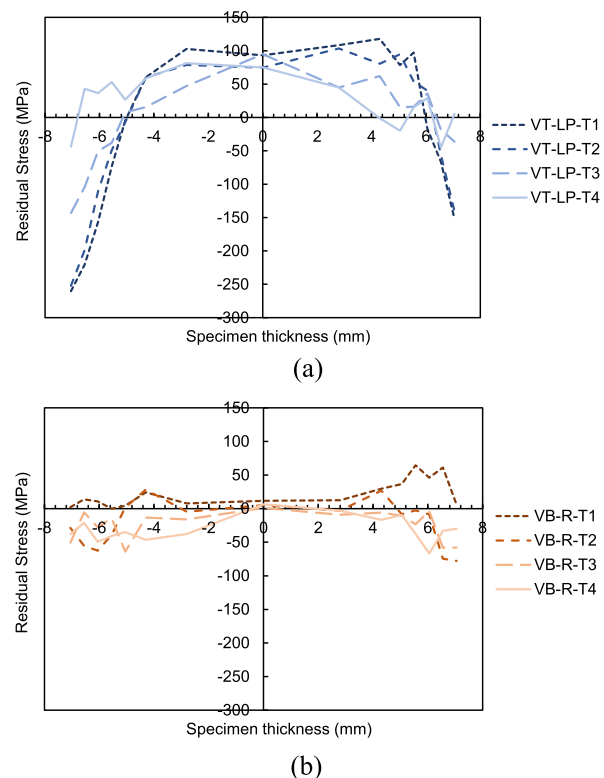 150
100
50
0
-50
-100
-150
-200
-250
-300
-8 -6 -4 -2 0 2 4 6 8
Residual Stress (MPa)
Specimen thickness (mm)
VT-LP-T1
VT-LP-T2
VT-LP-T3
VT-LP-T4
(a)
150
100
50
0
-50
-100
-150
-200
-250
-300
-8 -6 -4 -2 0 2 4 6 8
Residual Stress (MPa)
Specimen thickness (mm)
VB-R-T1
VB-R-T2
VB-R-T3
VB-R-T4
(b)